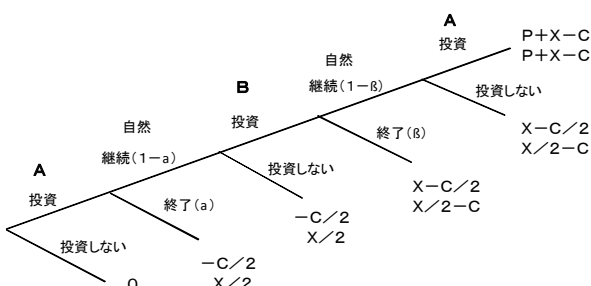 A
投資
P+X-C
P+X-C
自然
継続(1-ß)
投資しない
B
投資
X-C/2
X/2-C
終了(ß)
自然
継続(1-a)
投資しない
X-C/2
X/2-C
A
投資
終了(a)
-C/2
X/2
投資しない
-C/2
X/2
0